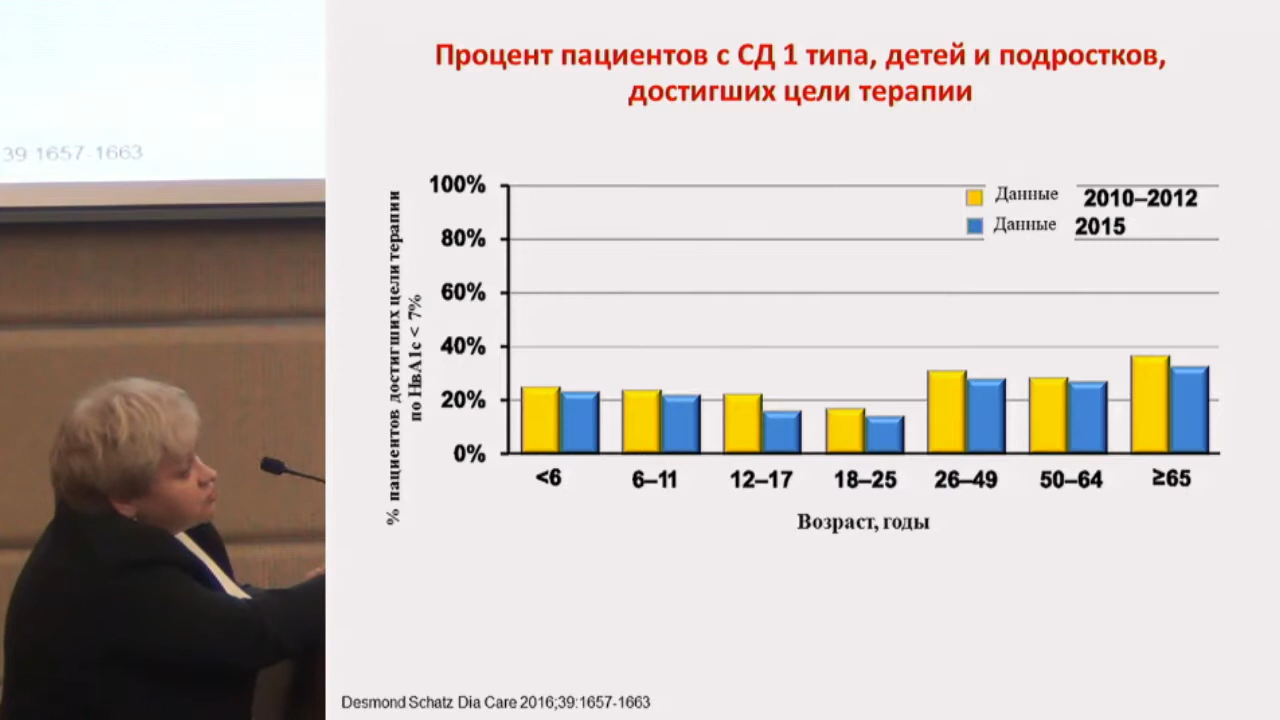 Процент пациентов с СД 1 типа, детей и подростков,
достигших цели терапии
39 1657-1663
% пациентов достигших цели терапии
по НвА1с < 7%
100%
80%
60%
40%
20%
0%
Данные 2010–2012
Данные 2015
<6 6–11 12–17 18–25 26–49 50–64 ≥65
Возраст, годы
Desmond Schatz Dia Care 2016;39:1657-1663